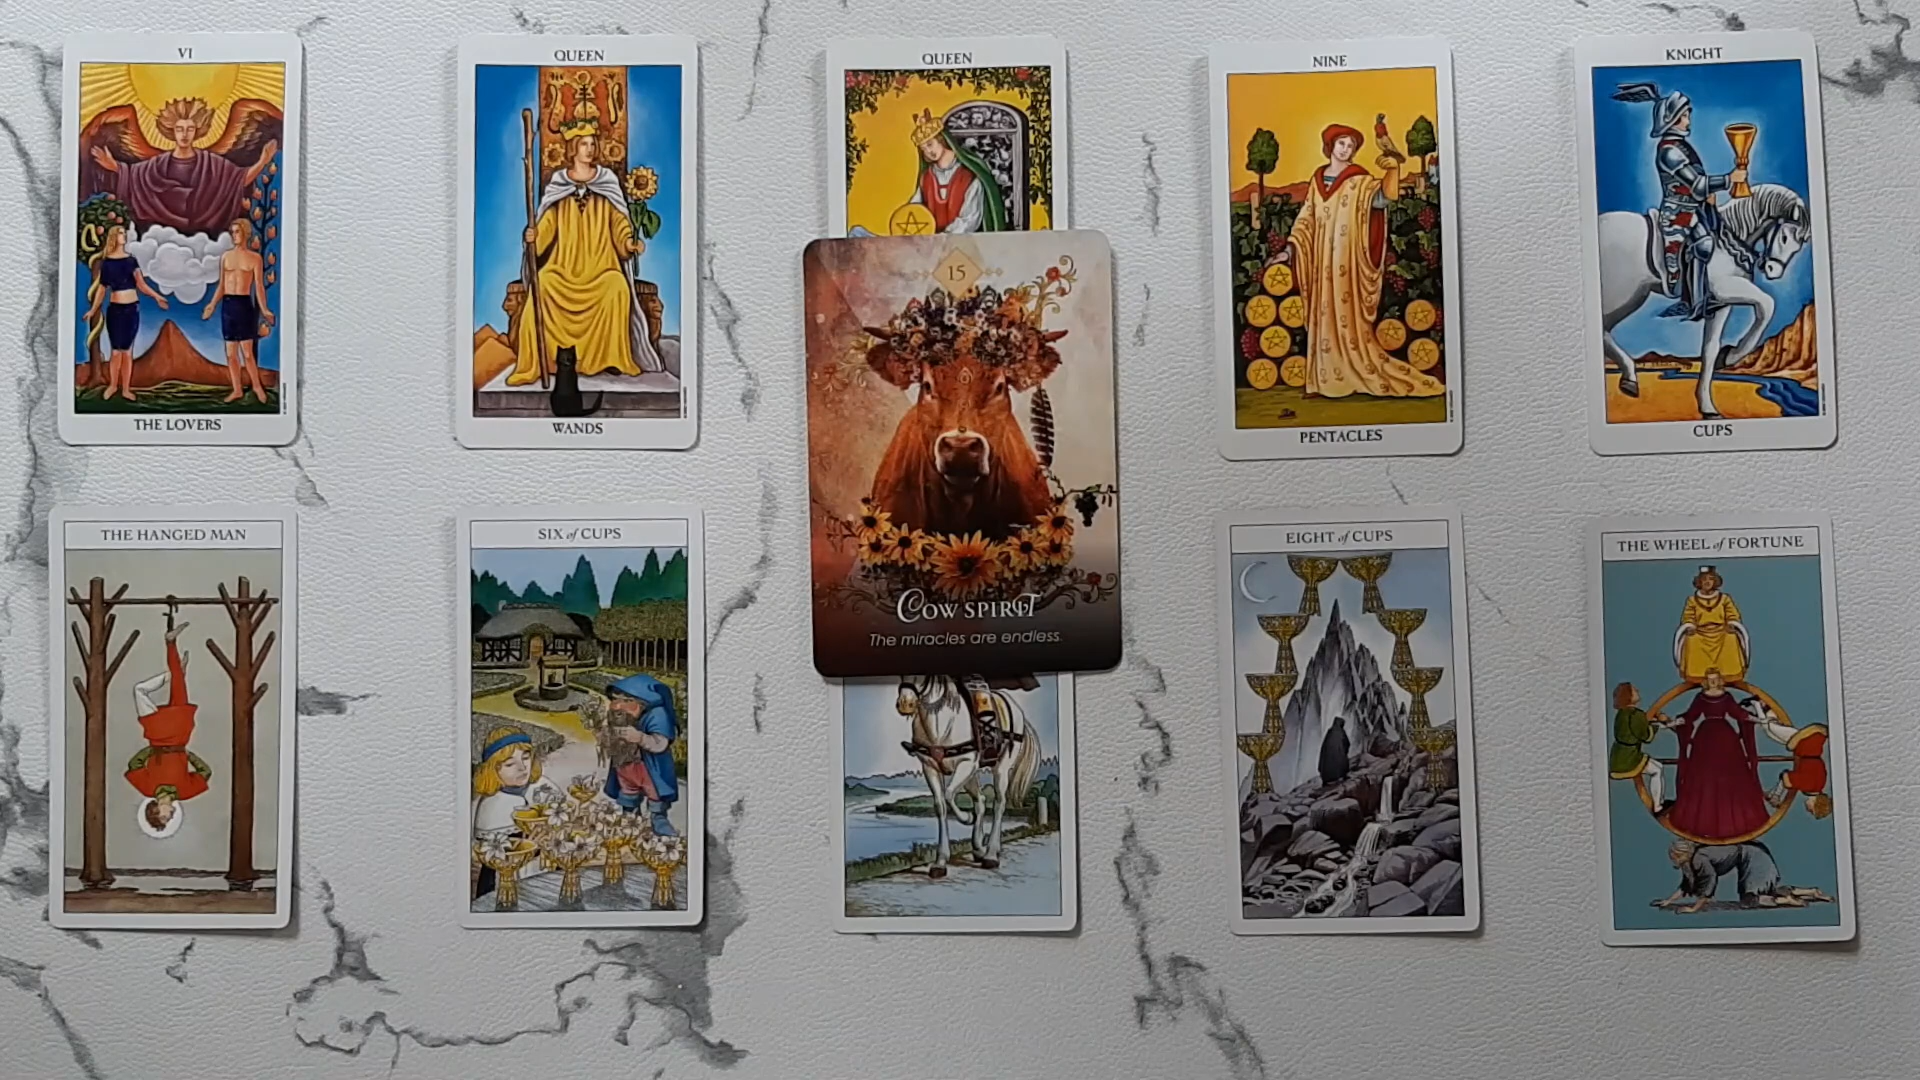 VI
THE LOVERS
QUEEN
WANDS
QUEEN
NINE
PENTACLES
KNIGHT
CUPS
15
COW SPIRIT
The miracles are endless.
THE HANGED MAN
SIX of CUPS
EIGHT of CUPS
THE WHEEL of FORTUNE